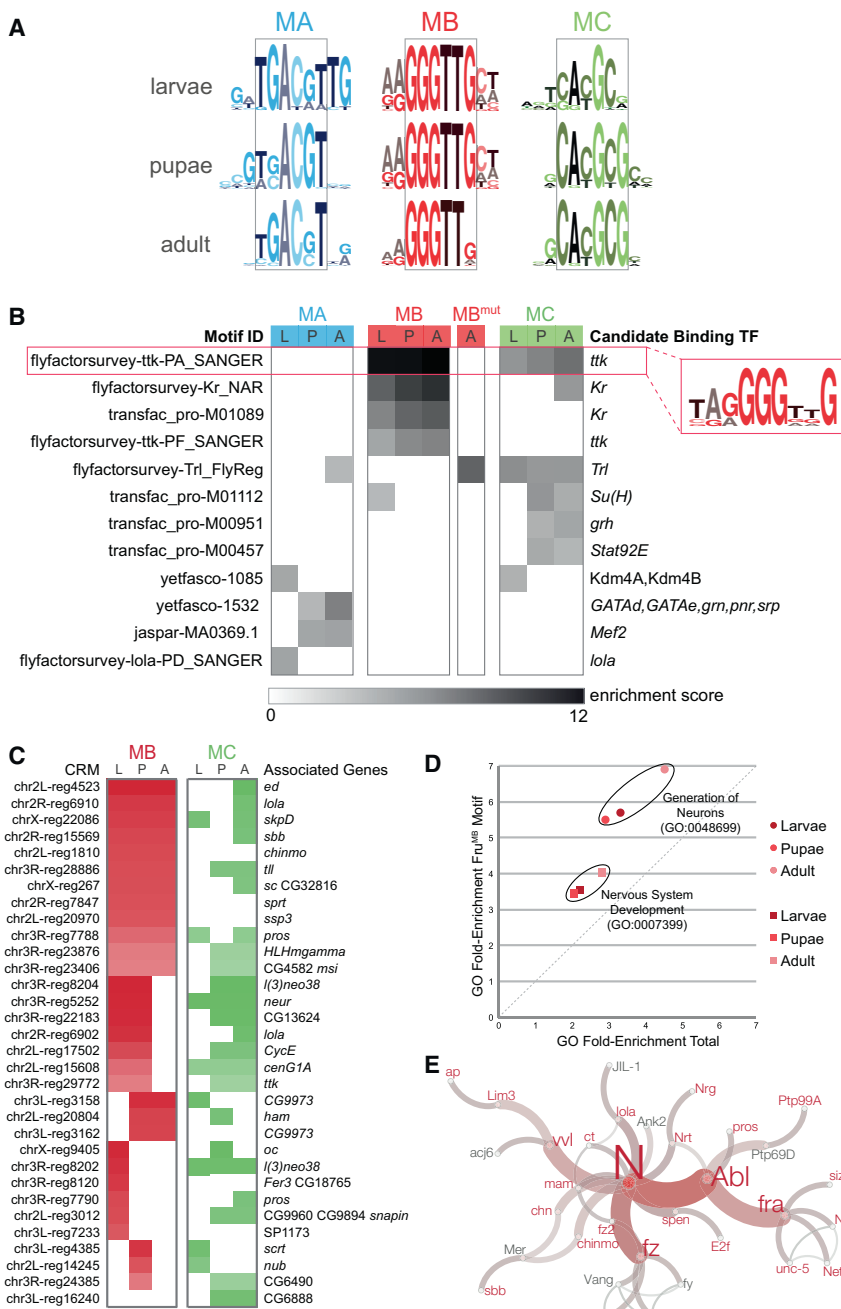 A
MA MB MC
larvae
pupae
adult
B
MA MB MBmut MC
Motif ID L P A L P A A L P A Candidate Binding TF
flyfactorsurvey-ttk-PA_SANGER ttk
flyfactorsurvey-Kr_NAR Kr
transfac_pro-M01089 Kr
flyfactorsurvey-ttk-PF_SANGER ttk
flyfactorsurvey-Trl_FlyReg Trl
transfac_pro-M01112 Su(H)
transfac_pro-M00951 grh
transfac_pro-M00457 Stat92E
yetfasco-1085 Kdm4A,Kdm4B
yetfasco-1532 GATAd,GATAe,grn,pnr,srp
jaspar-MA0369.1 Mef2
flyfactorsurvey-lola-PD_SANGER lola
enrichment score
0 12
C
MB MC
CRM L P A L P A Associated Genes
chr2L-reg4523 ed
chr2R-reg6910 lola
chrX-reg22086 skpD
chr2R-reg15569 sbb
chr2L-reg1810 chinmo
chr3R-reg28886 tll
chrX-reg267 sc CG32816
chr2R-reg7847 sprt
chr2L-reg20970 ssp3
chr3R-reg7788 pros
chr3R-reg23876 HLHmgamma
chr3R-reg23406 CG4582 msi
chr3R-reg8204 l(3)neo38
chr3R-reg5252 neur
chr3R-reg22183 CG13624
chr2R-reg6902 lola
chr2L-reg17502 CycE
chr2L-reg15608 cenG1A
chr3R-reg29772 ttk
chr3L-reg3158 CG9973
chr2L-reg20804 ham
chr3L-reg3162 CG9973
chrX-reg9405 oc
chr3R-reg8202 l(3)neo38
chr3R-reg8120 Fer3 CG18765
chr3R-reg7790 pros
chr2L-reg3012 CG9960 CG9894 snapin
chr3L-reg7233 SP1173
chr3L-reg4385 scrt
chr2L-reg14245 nub
chr3R-reg24385 CG6490
chr3L-reg16240 CG6888
D
GO Fold-Enrichment FruMB Motif
7
6
5
4
3
2
1
0
0 1 2 3 4 5 6 7
GO Fold-Enrichment Total
Generation of
Neurons
(GO:0048699)
Nervous System
Development
(GO:0007399)
Larvae
Pupae
Adult
Larvae
Pupae
Adult
E
JIL-1
ap
Lim3
lola
Ank2
Nrg
Ptp99A
vvl
ct
N
Nrt
pros
acj6
Ptp69D
mam
Abl
siz
chn
fra
fz2
spen
N
chinmo
fz
E2f
Mer
unc-5
Net
sbb
Vang
fy